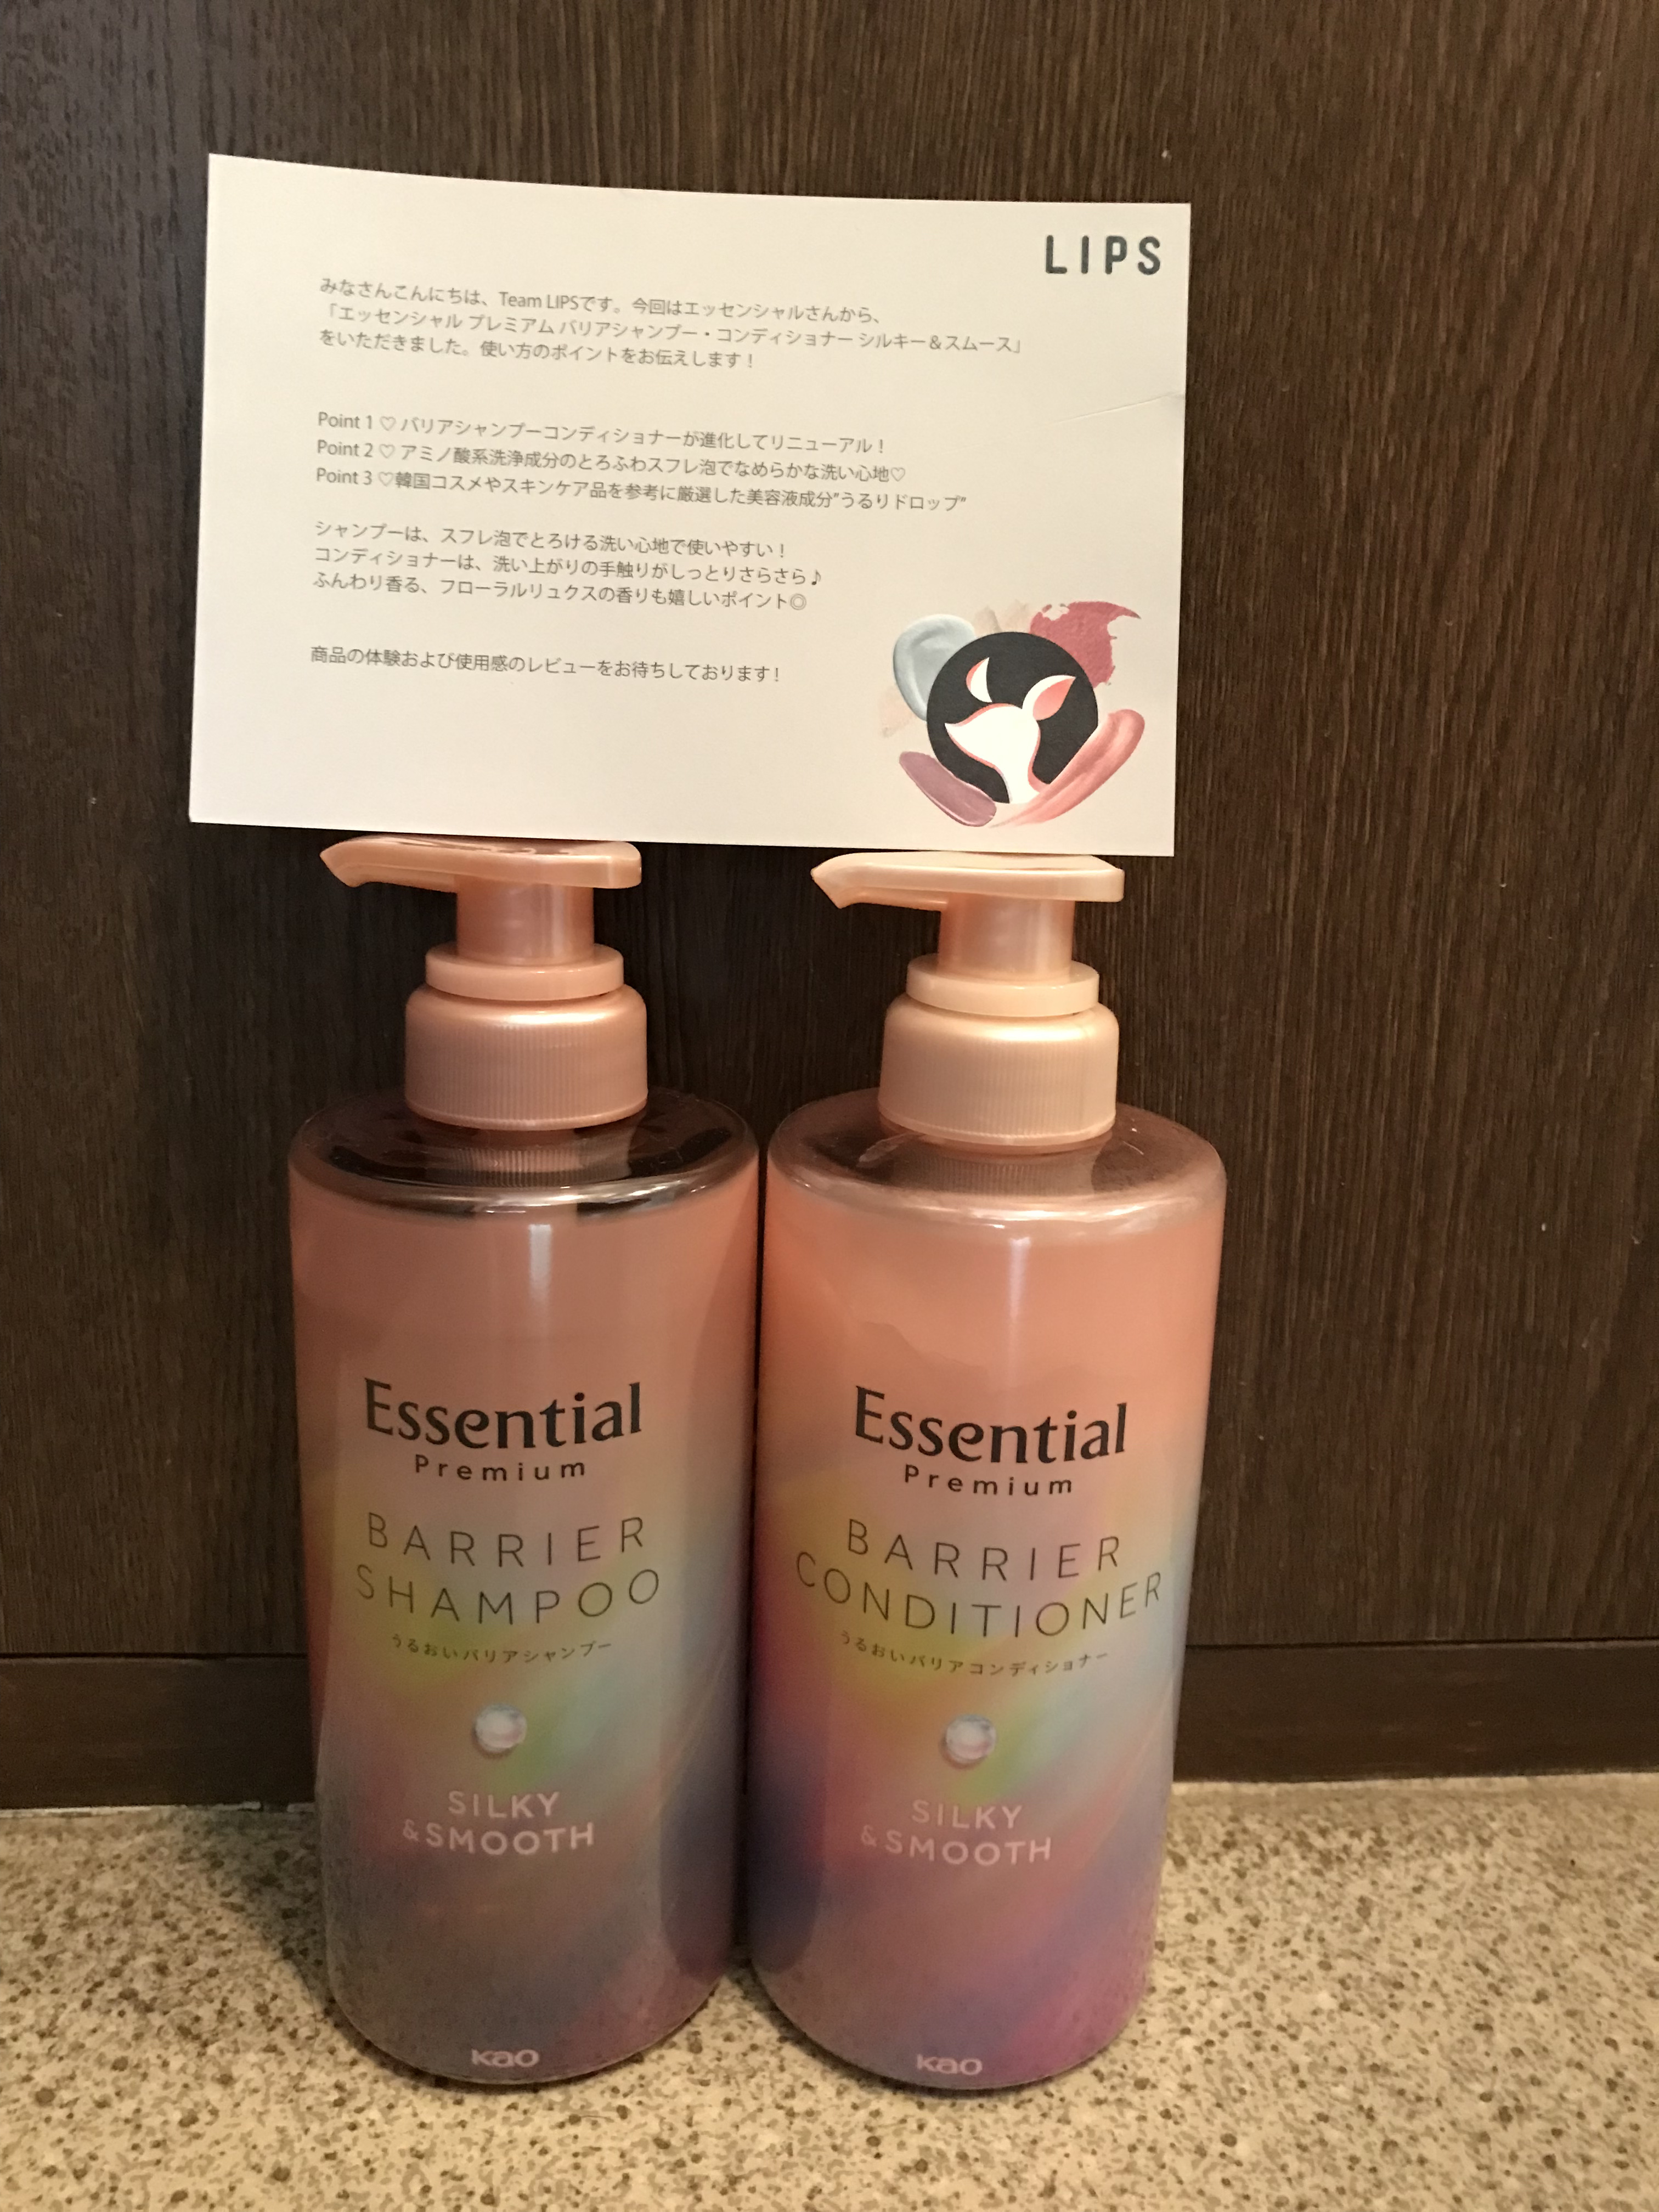 LIPS
みなさんこんにちは、Team LIPSです。今回はエッセンシャルさんから、
「エッセンシャル プレミアム バリアシャンプー・コンディショナー シルキー＆スムース」
をいただきました。使い方のポイントをお伝えします！
Point 1 ♡ バリアシャンプーコンディショナーが進化してリニューアル！
Point 2 ♡ アミノ酸系洗浄成分のとろふわスフレ泡でなめらかな洗い心地♡
Point 3 ♡韓国コスメやスキンケア品を参考に厳選した美容液成分"うるりドロップ"
シャンプーは、スフレ泡でとろける洗い心地で使いやすい！
コンディショナーは、洗い上がりの手触りがしっとりさらさら♪
ふんわり香る、フローラルリュクスの香りも嬉しいポイント◎
商品の体験および使用感のレビューをお待ちしております！
Essential
Premium
BARRIER
SHAMPOO
うるおいバリアシャンプー
SILKY
&SMOOTH
Kao
Essential
Premium
BARRIER
CONDITIONER
うるおいバリアコンディショナー
SILKY
&SMOOTH
Kao